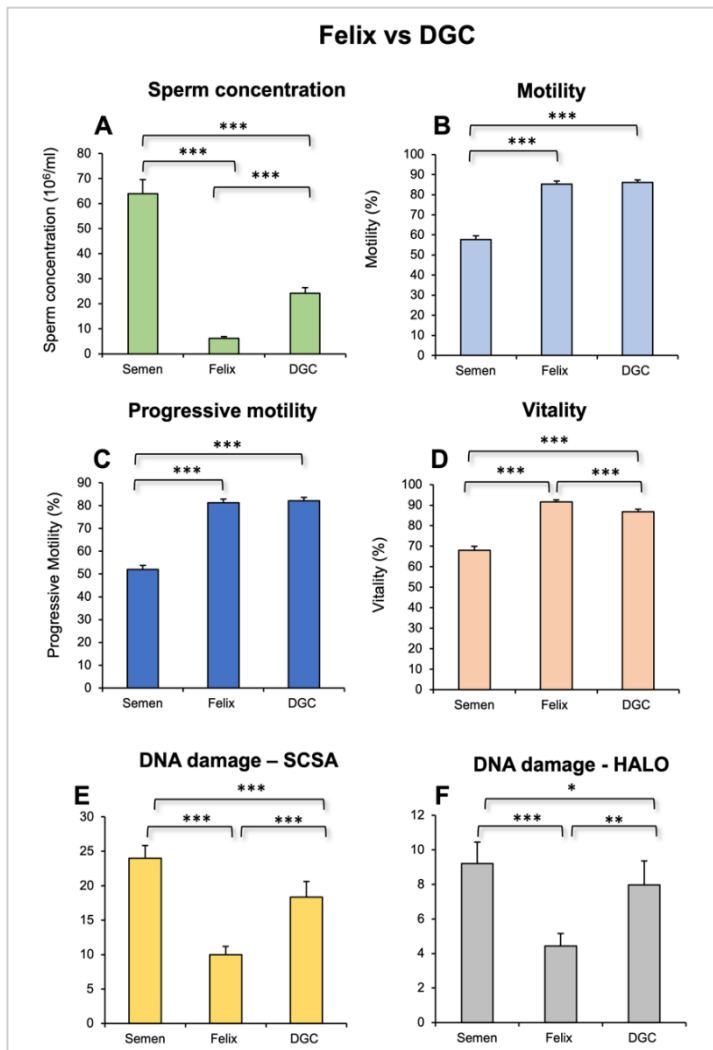 Felix vs DGC
Sperm concentration
A
***
***
***
Sperm concentration (10⁶/ml)
80
70
60
50
40
30
20
10
0
Semen Felix DGC
Motility
B
***
***
Motility (%)
100
90
80
70
60
50
40
30
20
10
0
Semen Felix DGC
Progressive motility
C
***
***
Progressive Motility (%)
90
80
70
60
50
40
30
20
10
0
Semen Felix DGC
Vitality
D
***
*** ***
Vitality (%)
100
90
80
70
60
50
40
30
20
10
0
Semen Felix DGC
DNA damage – SCSA
E
***
*** ***
30
25
20
15
10
5
0
Semen Felix DGC
DNA damage - HALO
F
*
*** **
12
10
8
6
4
2
0
Semen Felix DGC